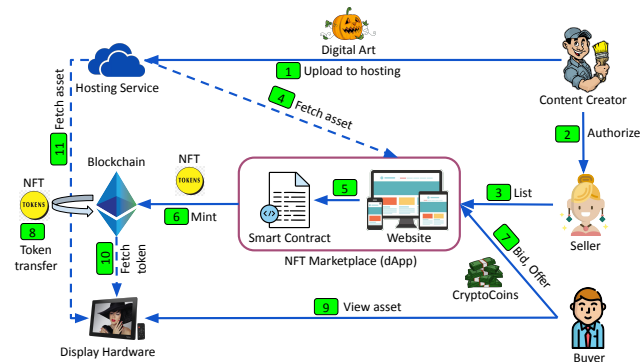 Digital Art
1 Upload to hosting
Hosting Service
Content Creator
4 Fetch asset
11 Fetch asset
2 Authorize
Blockchain
NFT
NFT
TOKENS
TOKENS
5
3 List
6 Mint
Smart Contract
Website
Seller
8
Token
transfer
10 Fetch
token
NFT Marketplace (dApp)
7 Bid, Offer
CryptoCoins
9 View asset
Display Hardware
Buyer